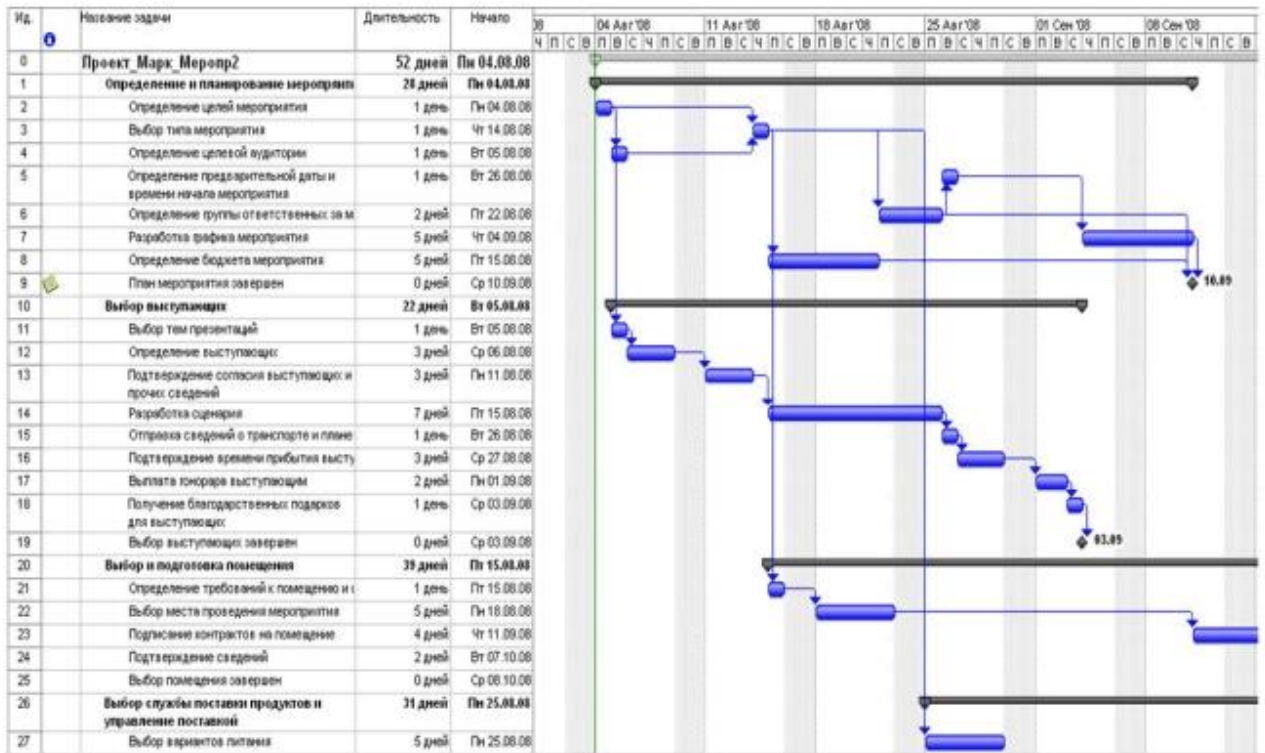 Ид. Название задачи Длительность Начало 04 Авг'08 11 Авг'08 18 Авг'08 25 Авг'08 01 Сен'08 08 Сен'08
Ч П С В П В С Ч П С В П В С Ч П С В П В С Ч П С В П В С Ч П С В П В С Ч П С В П В С Ч П С В
0 Проект_Марк_Меропр2 52 дней Пн 04.08.08
1 Определение и планирование 28 дней Пн 04.08.08
2 Определение целей мероприятия 1 день Пн 04.08.08
3 Выбор типа мероприятия 1 день Чт 14.08.08
4 Определение целевой аудитории 1 день Вт 05.08.08
5 Определение предварительной даты и 1 день Вт 26.08.08
времени начала мероприятия
6 Определение группы ответственных за м 2 дней Пт 22.08.08
7 Разработка графика мероприятия 5 дней Чт 04.09.08
8 Определение бюджета мероприятия 5 дней Пт 15.08.08
9 План мероприятия завершен 0 дней Ср 10.09.08 10.09
10 Выбор выступающих 22 дней Вт 05.08.08
11 Выбор тем презентаций 1 день Вт 05.08.08
12 Определение выступающих 3 дней Ср 06.08.08
13 Подтверждение согласия выступающих и 3 дней Пн 11.08.08
прочих сведений
14 Разработка сценария 7 дней Пт 15.08.08
15 Отправка сведений о транспорте и плане 1 день Вт 26.08.08
16 Подтверждение времени прибытия высту 3 дней Ср 27.08.08
17 Выплата гонорара выступающим 2 дней Пн 01.09.08
18 Получение благодарственных подарков 1 день Ср 03.09.08
для выступающих
19 Выбор выступающих завершен 0 дней Ср 03.09.08 03.09
20 Выбор и подготовка помещения 39 дней Пт 15.08.08
21 Определение требований к помещению и 1 день Пт 15.08.08
22 Выбор места проведения мероприятия 5 дней Пн 18.08.08
23 Подписание контрактов на помещение 4 дней Чт 11.09.08
24 Подтверждение сведений 2 дней Вт 07.10.08
25 Выбор помещения завершен 0 дней Ср 08.10.08
26 Выбор службы поставки продуктов и 31 дней Пн 25.08.08
управление поставкой
27 Выбор вариантов питания 5 дней Пн 25.08.08